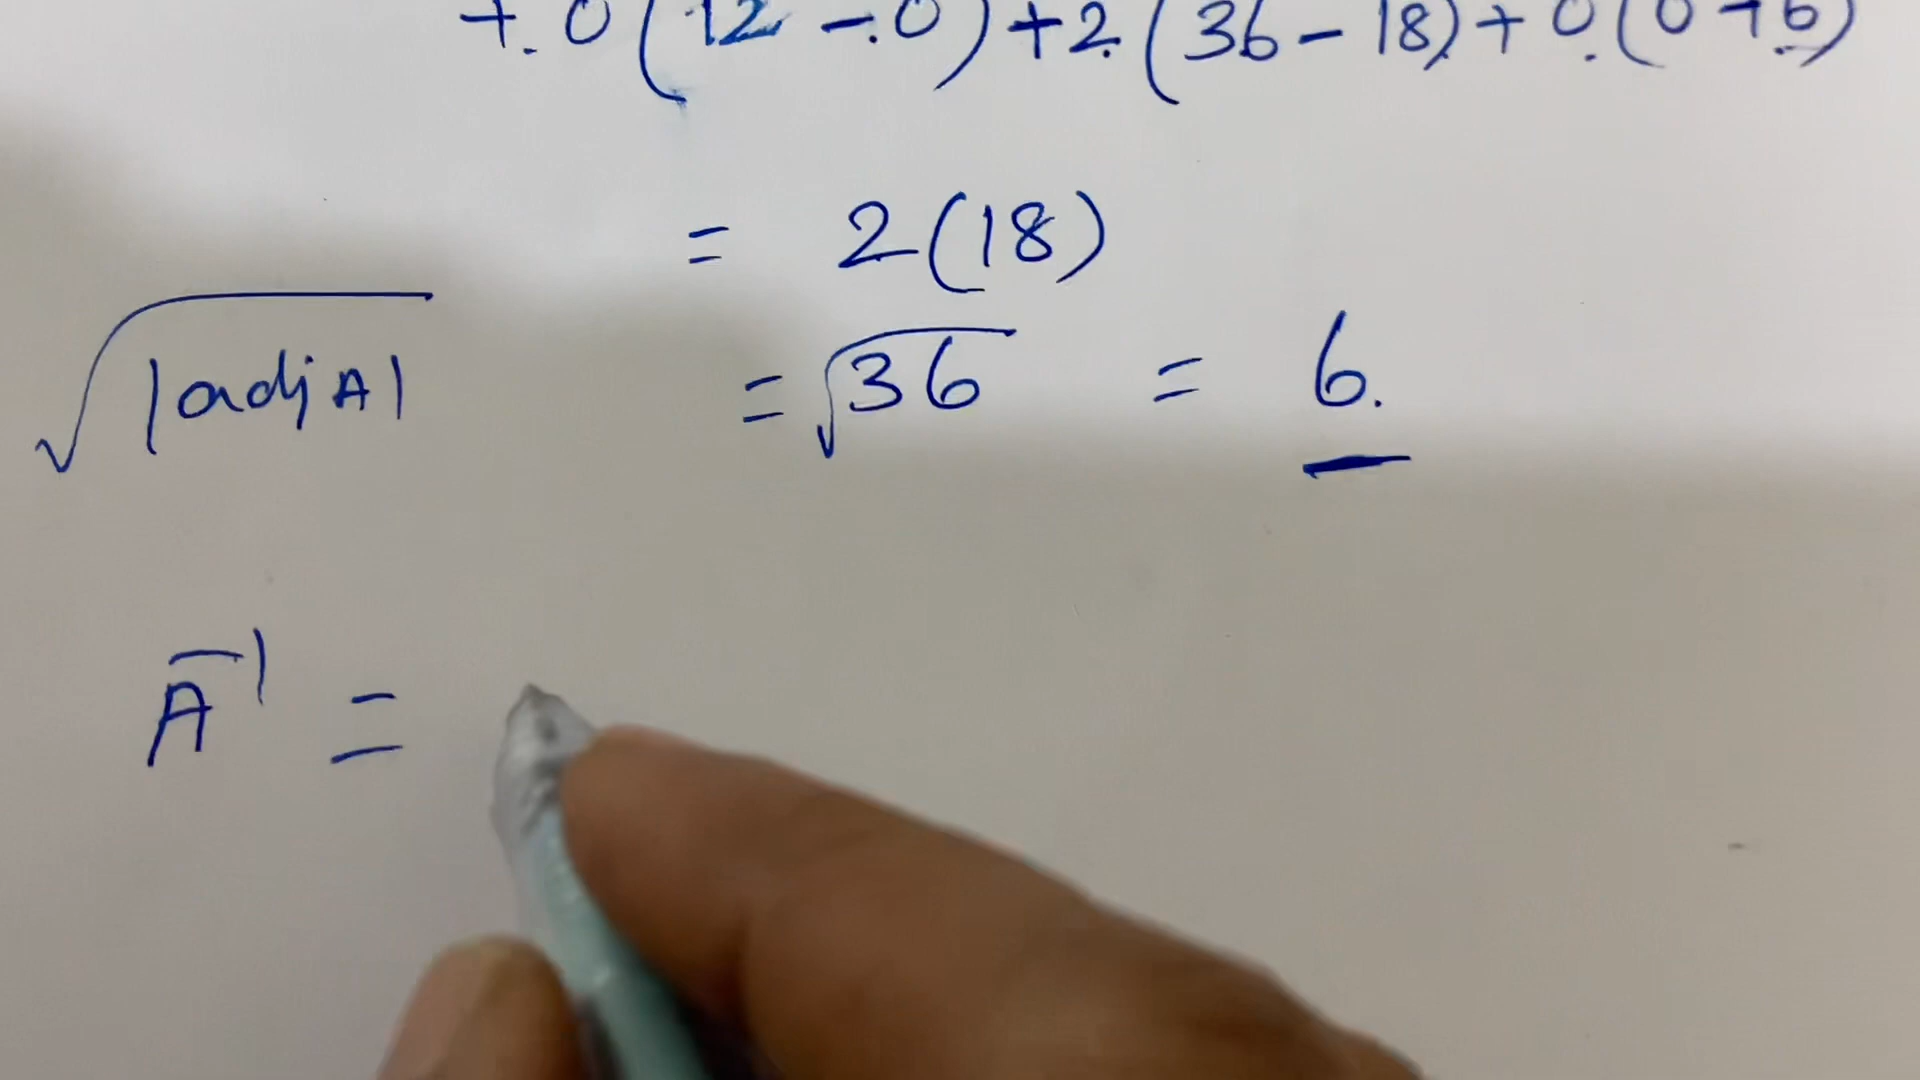 + 0 (12 - 0) + 2 (36 - 18) + 0 (0 + 6)
= 2 (18)
√|adj A| = √36 = 6.
A⁻¹ =